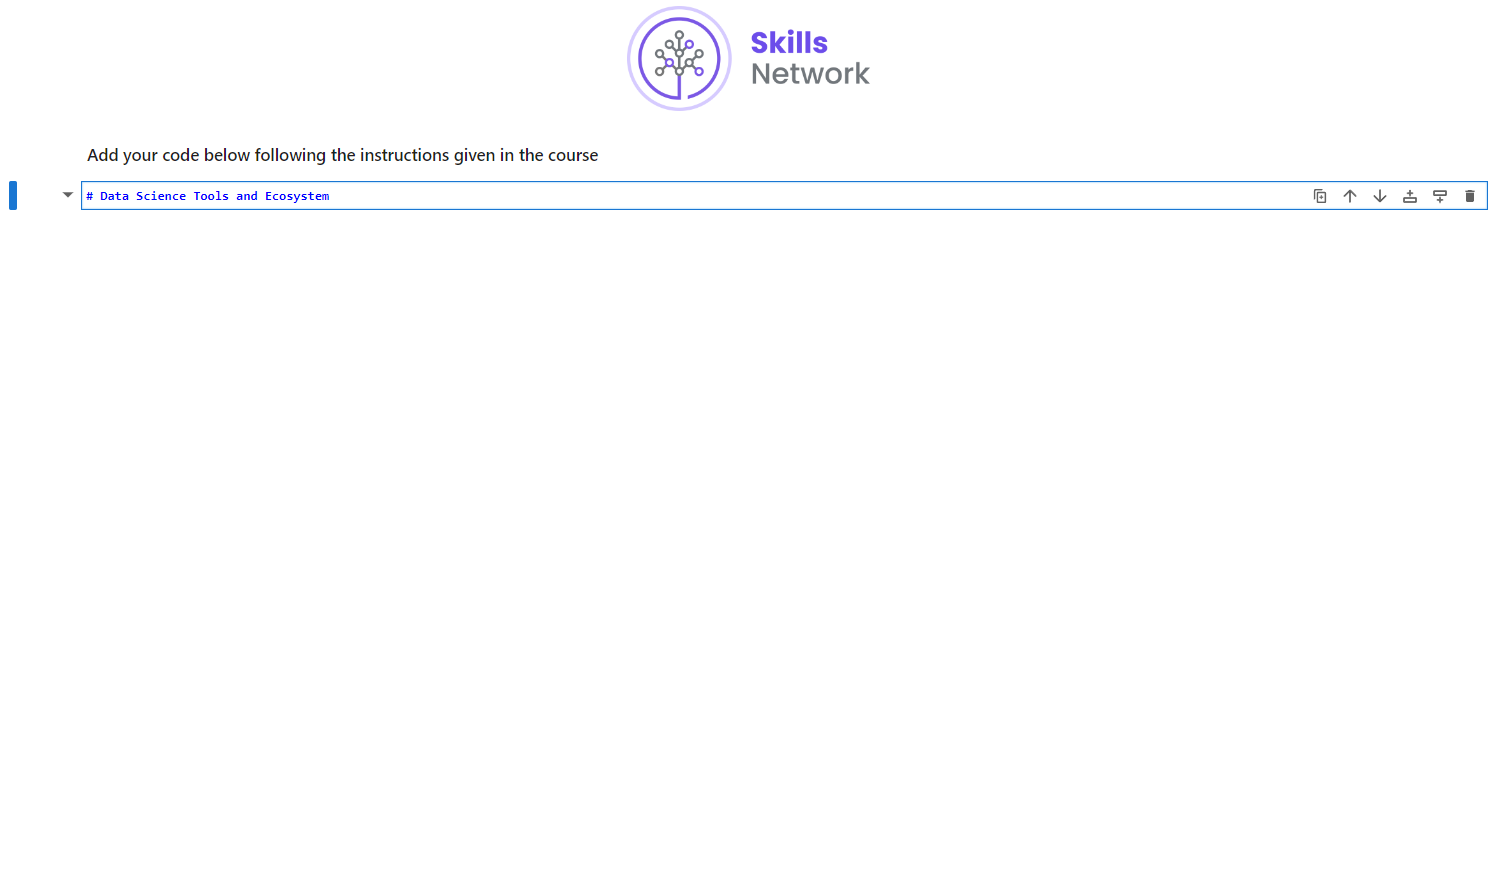 Skills
Network
Add your code below following the instructions given in the course
# Data Science Tools and Ecosystem